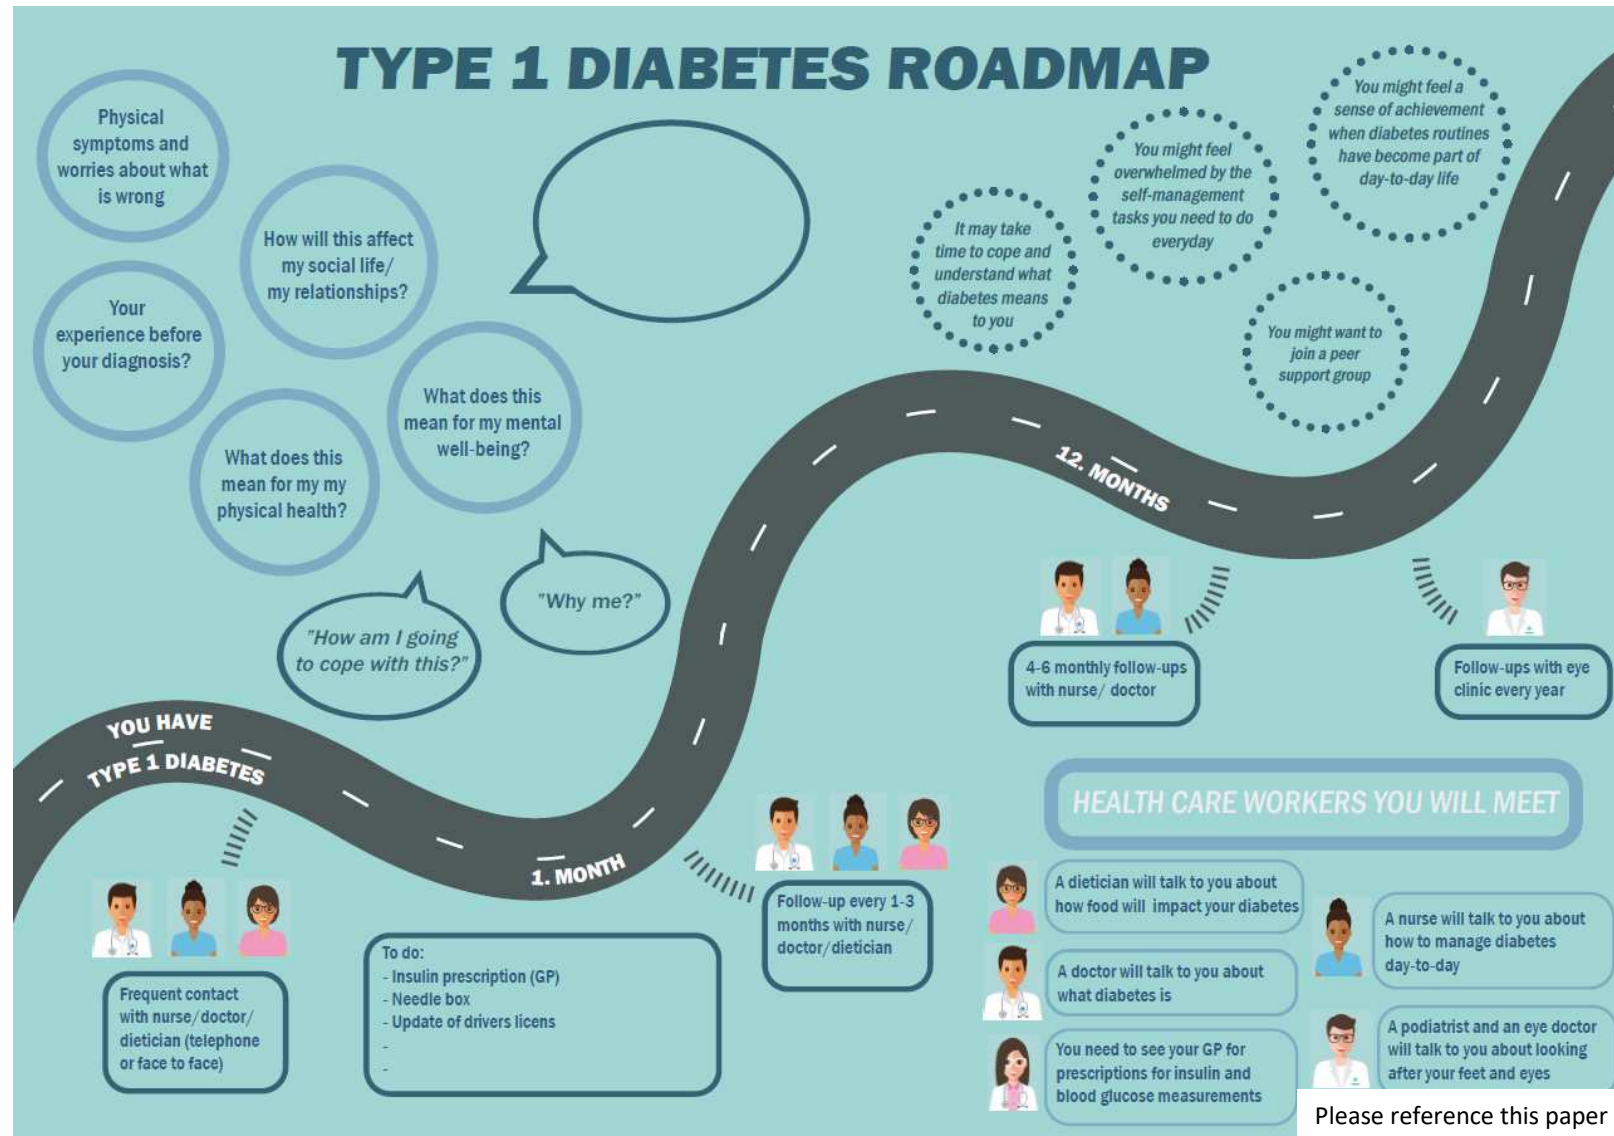 TYPE 1 DIABETES ROADMAP
Physical
symptoms and
worries about what
is wrong
How will this affect
my social life/
my relationships?
Your
experience before
your diagnosis?
What does this
mean for my mental
well-being?
What does this
mean for my my
physical health?
"Why me?"
"How am I going
to cope with this?"
It may take
time to cope and
understand what
diabetes means
to you
You might feel
overwhelmed by the
self-management
tasks you need to do
everyday
You might feel a
sense of achievement
when diabetes routines
have become part of
day-to-day life
You might want to
join a peer
support group
YOU HAVE
TYPE 1 DIABETES
1. MONTH
12. MONTHS
Frequent contact
with nurse/doctor/
dietician (telephone
or face to face)
To do:
- Insulin prescription (GP)
- Needle box
- Update of drivers licens
-
-
Follow-up every 1-3
months with nurse/
doctor/dietician
4-6 monthly follow-ups
with nurse/ doctor
Follow-ups with eye
clinic every year
HEALTH CARE WORKERS YOU WILL MEET
A dietician will talk to you about
how food will impact your diabetes
A doctor will talk to you about
what diabetes is
You need to see your GP for
prescriptions for insulin and
blood glucose measurements
A nurse will talk to you about
how to manage diabetes
day-to-day
A podiatrist and an eye doctor
will talk to you about looking
after your feet and eyes
Please reference this paper